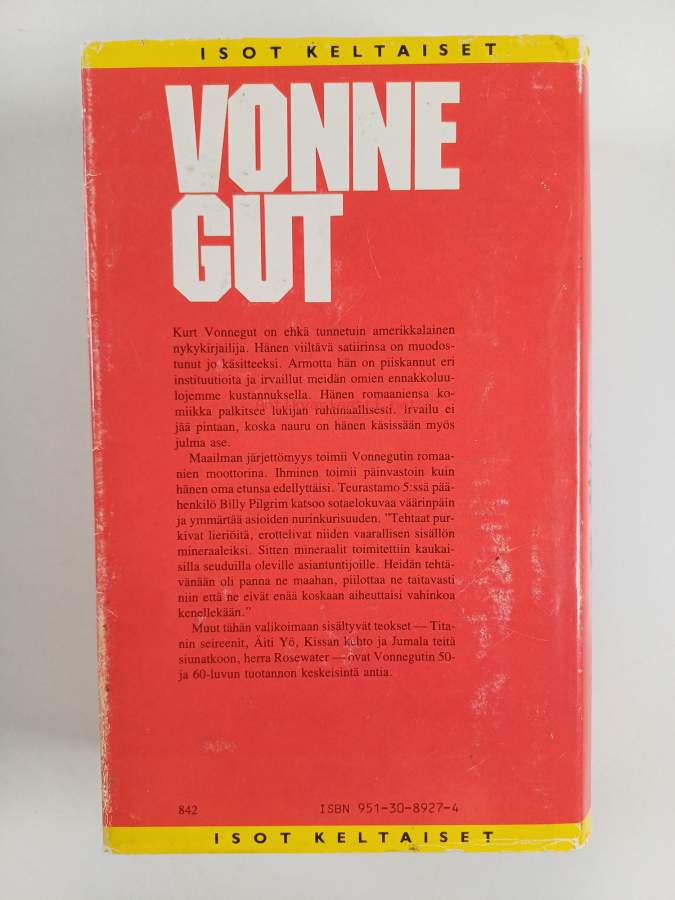 ISOT KELTAISET
VONNE
GUT
Kurt Vonnegut on ehkä tunnetuin amerikkalainen
nykykirjailija. Hänen viiltävä satiirinsa on muodos-
tunut jo käsitteeksi. Armotta hän on piiskannut eri
instituutioita ja irvaillut meidän omien ennakkoluu-
lojemme kustannuksella. Hänen romaaniensa ko-
miikka palkitsee lukijan ruhtinaallisesti. Irvailu ei
jää pintaan, koska nauru on hänen käsissään myös
julma ase.
Maailman järjettömyys toimii Vonnegutin romaa-
nien moottorina. Ihminen toimii päinvastoin kuin
hänen oma etunsa edellyttäisi. Teurastamo 5:ssä pää-
henkilö Billy Pilgrim katsoo sotaelokuvaa väärinpäin
ja ymmärtää asioiden nurinkurisuuden. ”Tehtaat pur-
kivat lieriöitä, erottelivat niiden vaarallisen sisällön
mineraaleiksi. Sitten mineraalit toimitettiin kaukai-
silla seuduilla oleville asiantuntijoille. Heidän tehtä-
vänään oli panna ne maahan, piilottaa ne taitavasti
niin että ne eivät enää koskaan aiheuttaisi vahinkoa
kenellekään.”
Muut tähän valikoimaan sisältyvät teokset — Tita-
nin seireenit, Äiti Yö, Kissan kehto ja Jumala teitä
siunatkoon, herra Rosewater — ovat Vonnegutin 50-
ja 60-luvun tuotannon keskeisintä antia.
842 ISBN 951-30-8927-4
ISOT KELTAISET